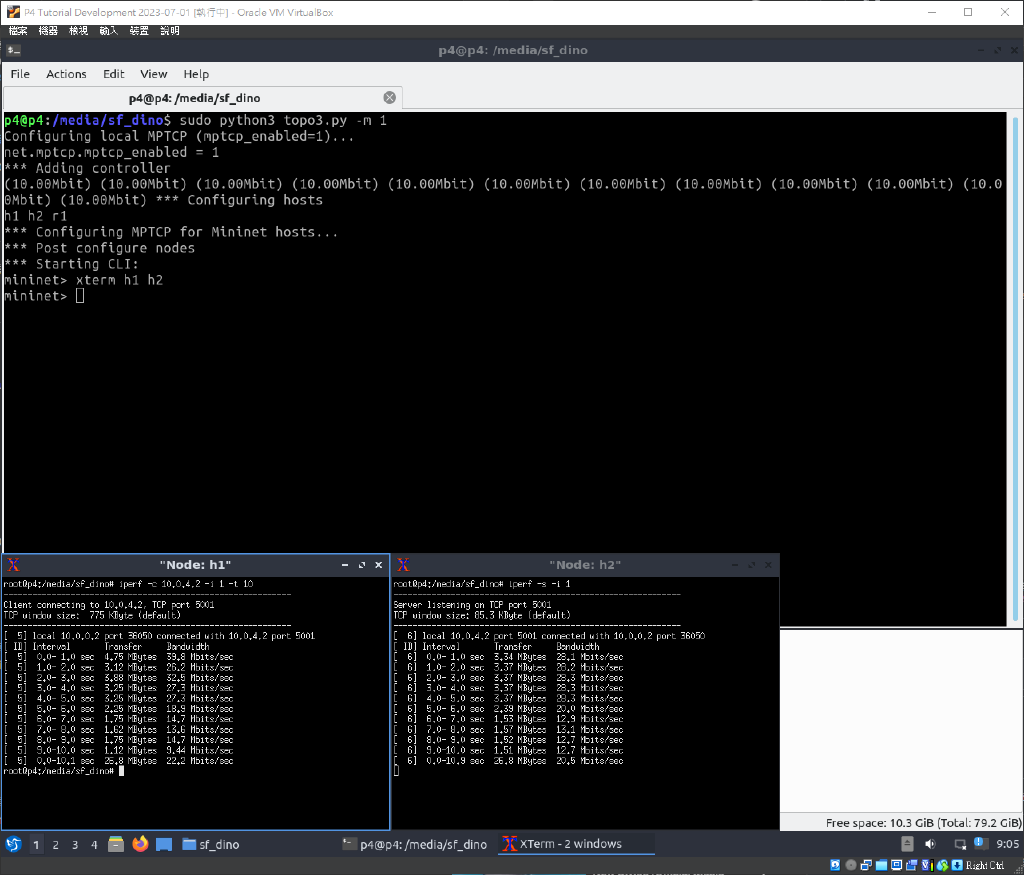 P4 Tutorial Development 2023-07-01 [執行中] - Oracle VM VirtualBox
檔案 機器 檢視 輸入 裝置 說明
p4@p4: /media/sf_dino
File Actions Edit View Help
p4@p4: /media/sf_dino
p4@p4:/media/sf_dino$ sudo python3 topo3.py -m 1
Configuring local MPTCP (mptcp_enabled=1)...
net.mptcp.mptcp_enabled = 1
*** Adding controller
(10.00Mbit) (10.00Mbit) (10.00Mbit) (10.00Mbit) (10.00Mbit) (10.00Mbit) (10.00Mbit) (10.00Mbit) (10.00Mbit) (10.00Mbit) (10.0
0Mbit) (10.00Mbit) *** Configuring hosts
h1 h2 r1
*** Configuring MPTCP for Mininet hosts...
*** Post configure nodes
*** Starting CLI:
mininet> xterm h1 h2
mininet>
"Node: h1"
root@p4:/media/sf_dino# iperf -c 10.0.4.2 -i 1 -t 10
------------------------------------------------------------
Client connecting to 10.0.4.2, TCP port 5001
TCP window size: 775 KByte (default)
------------------------------------------------------------
[ 5] local 10.0.0.2 port 36050 connected with 10.0.4.2 port 5001
[ ID] Interval Transfer Bandwidth
[ 5] 0.0- 1.0 sec 4.75 MBytes 39.8 Mbits/sec
[ 5] 1.0- 2.0 sec 3.12 MBytes 26.2 Mbits/sec
[ 5] 2.0- 3.0 sec 3.88 MBytes 32.5 Mbits/sec
[ 5] 3.0- 4.0 sec 3.25 MBytes 27.3 Mbits/sec
[ 5] 4.0- 5.0 sec 3.25 MBytes 27.3 Mbits/sec
[ 5] 5.0- 6.0 sec 2.25 MBytes 18.9 Mbits/sec
[ 5] 6.0- 7.0 sec 1.75 MBytes 14.7 Mbits/sec
[ 5] 7.0- 8.0 sec 1.62 MBytes 13.6 Mbits/sec
[ 5] 8.0- 9.0 sec 1.75 MBytes 14.7 Mbits/sec
[ 5] 9.0-10.0 sec 1.12 MBytes 9.44 Mbits/sec
[ 5] 0.0-10.1 sec 26.8 MBytes 22.2 Mbits/sec
root@p4:/media/sf_dino#
"Node: h2"
root@p4:/media/sf_dino# iperf -s -i 1
------------------------------------------------------------
Server listening on TCP port 5001
TCP window size: 85.3 KByte (default)
------------------------------------------------------------
[ 6] local 10.0.4.2 port 5001 connected with 10.0.0.2 port 36050
[ ID] Interval Transfer Bandwidth
[ 6] 0.0- 1.0 sec 3.34 MBytes 28.1 Mbits/sec
[ 6] 1.0- 2.0 sec 3.37 MBytes 28.2 Mbits/sec
[ 6] 2.0- 3.0 sec 3.37 MBytes 28.3 Mbits/sec
[ 6] 3.0- 4.0 sec 3.37 MBytes 28.3 Mbits/sec
[ 6] 4.0- 5.0 sec 3.37 MBytes 28.3 Mbits/sec
[ 6] 5.0- 6.0 sec 2.39 MBytes 20.0 Mbits/sec
[ 6] 6.0- 7.0 sec 1.53 MBytes 12.9 Mbits/sec
[ 6] 7.0- 8.0 sec 1.57 MBytes 13.1 Mbits/sec
[ 6] 8.0- 9.0 sec 1.52 MBytes 12.7 Mbits/sec
[ 6] 9.0-10.0 sec 1.51 MBytes 12.7 Mbits/sec
[ 6] 0.0-10.9 sec 26.8 MBytes 20.5 Mbits/sec
Free space: 10.3 GiB (Total: 79.2 GiB)
1 2 3 4 sf_dino p4@p4: /media/sf_dino XTerm - 2 windows 9:05
Right Ctrl